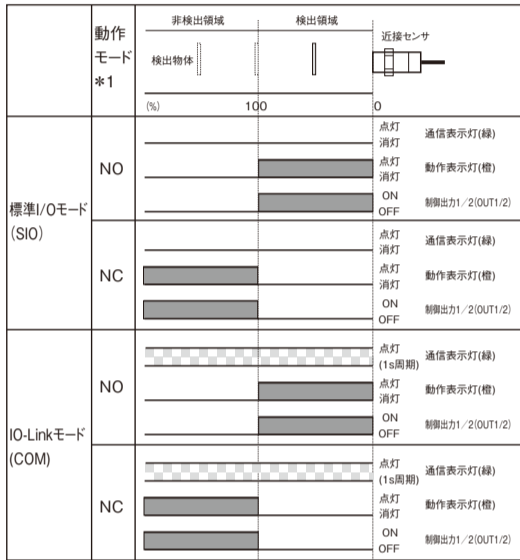 動作
モード
*1
非検出領域
検出領域
検出物体
近接センサ
(%)
100
0
標準I/Oモード
(SIO)
NO
点灯
消灯
通信表示灯(緑)
点灯
消灯
動作表示灯(橙)
ON
OFF
制御出力1/2(OUT1/2)
NC
点灯
消灯
通信表示灯(緑)
点灯
消灯
動作表示灯(橙)
ON
OFF
制御出力1/2(OUT1/2)
IO-Linkモード
(COM)
NO
点灯
(1s周期)
通信表示灯(緑)
点灯
消灯
動作表示灯(橙)
ON
OFF
制御出力1/2(OUT1/2)
NC
点灯
(1s周期)
通信表示灯(緑)
点灯
消灯
動作表示灯(橙)
ON
OFF
制御出力1/2(OUT1/2)